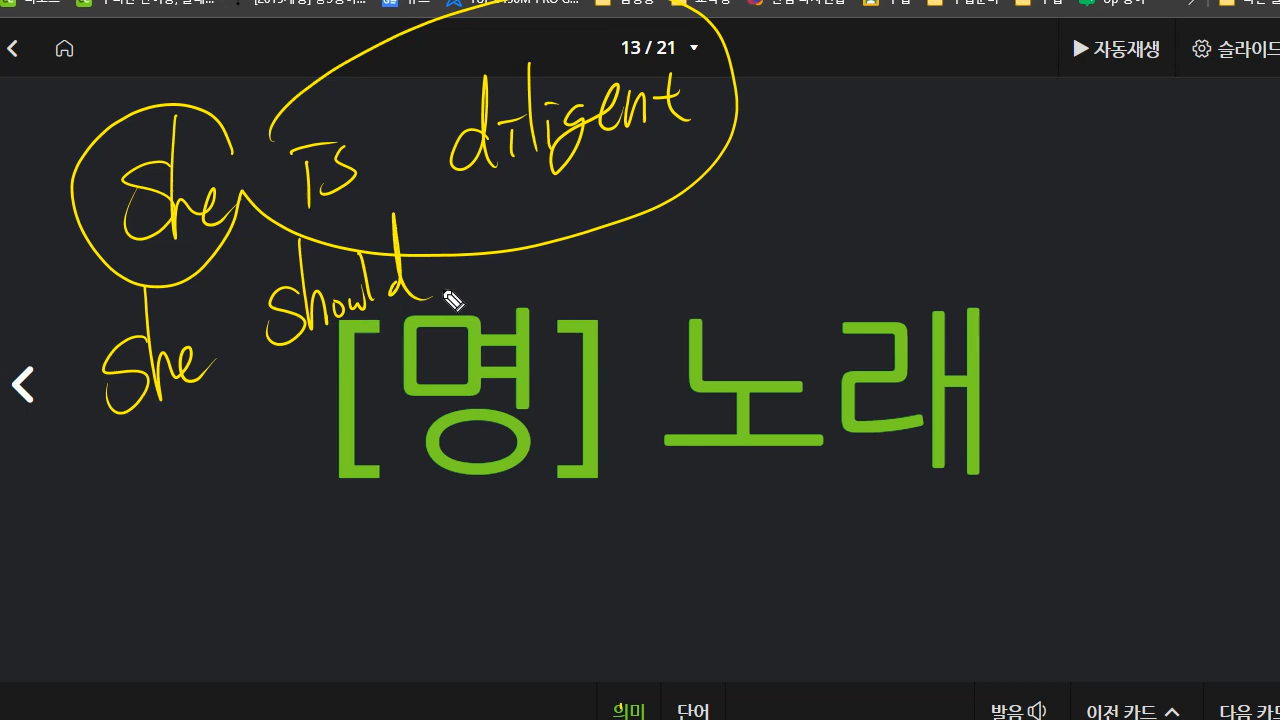 13 / 21
자동재생
슬라이드
She is diligent
should
She
[명] 노래
의미
단어
발음
이전 카드
다음 카드